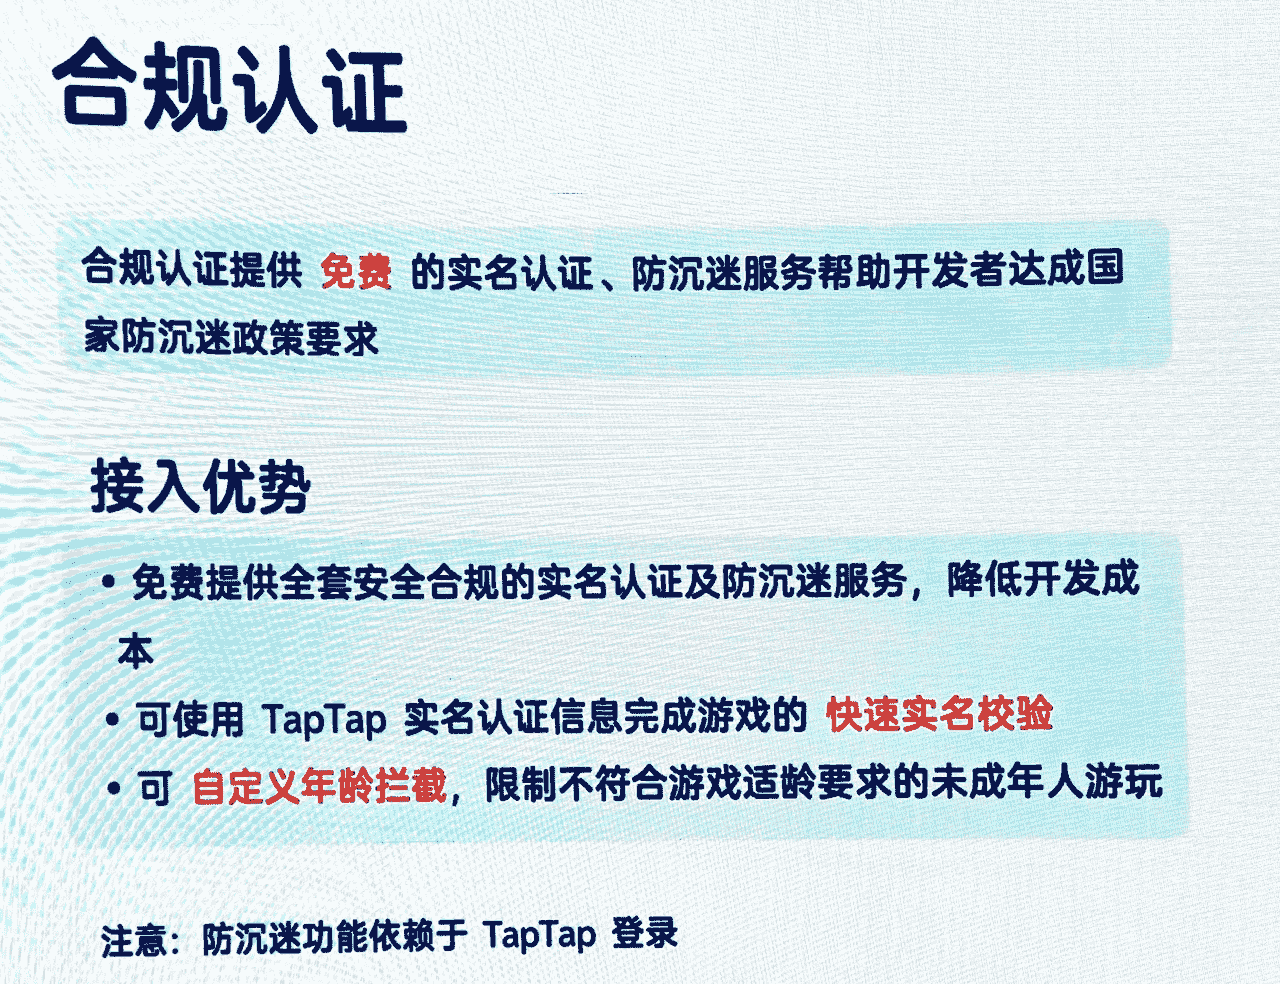 合规认证
合规认证提供 免费 的实名认证、防沉迷服务帮助开发者达成国
家防沉迷政策要求
接入优势
• 免费提供全套安全合规的实名认证及防沉迷服务，降低开发成
本
• 可使用 TapTap 实名认证信息完成游戏的 快速实名校验
• 可 自定义年龄拦截，限制不符合游戏适龄要求的未成年人游玩
注意：防沉迷功能依赖于 TapTap 登录